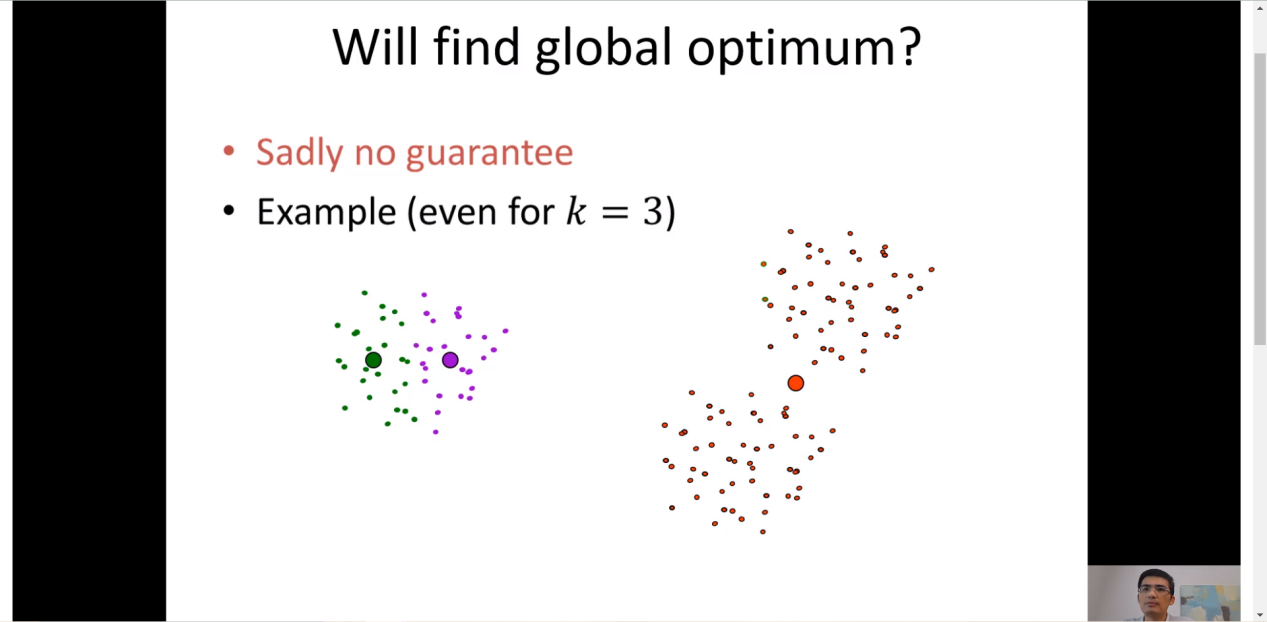 Will find global optimum?
• Sadly no guarantee
• Example (even for k = 3)